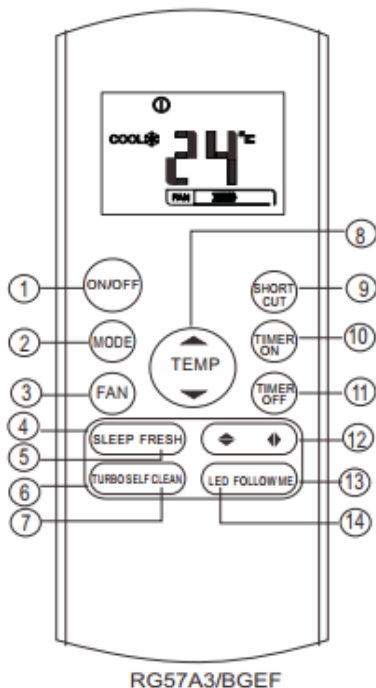 COOL
24°C
FAN
8
1
ON/OFF
SHORT
CUT
9
2
MODE
TEMP
TIMER
ON
10
3
FAN
TIMER
OFF
11
4
SLEEP FRESH
12
5
6
TURBO SELF CLEAN
LED FOLLOW ME
13
7
14
RG57A3/BGEF